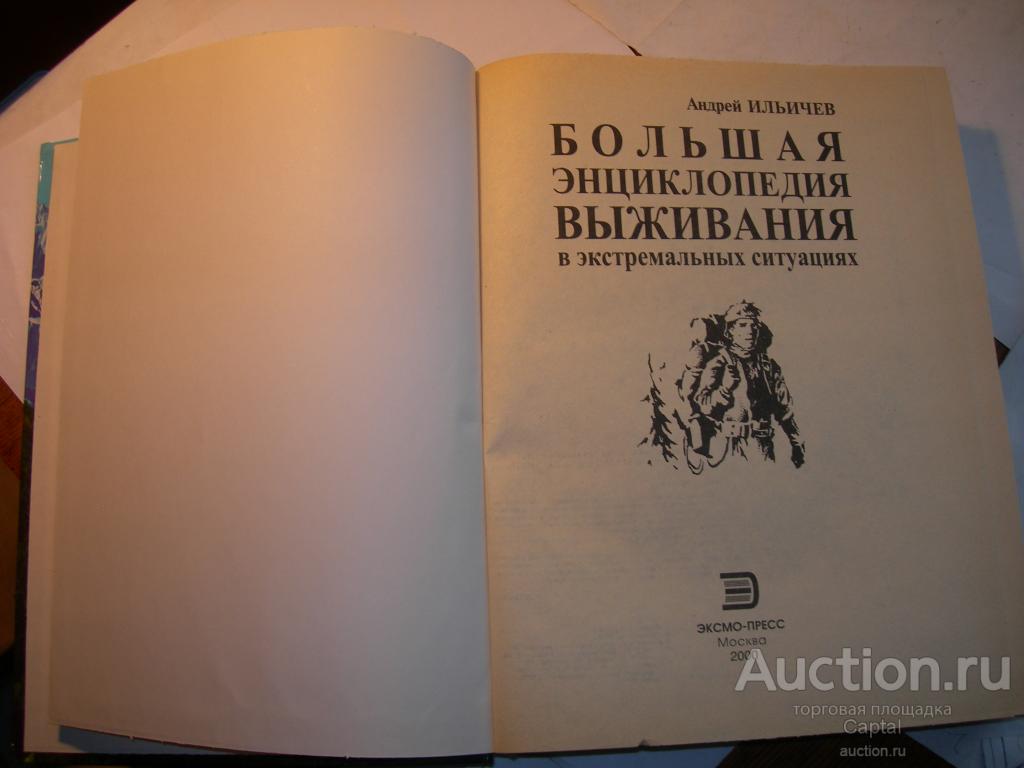 Андрей ИЛЬИЧЕВ
БОЛЬШАЯ
ЭНЦИКЛОПЕДИЯ
ВЫЖИВАНИЯ
в экстремальных ситуациях
ЭКСМО-ПРЕСС
Москва
Auction.ru
торговая площадка
Captal
auction.ru